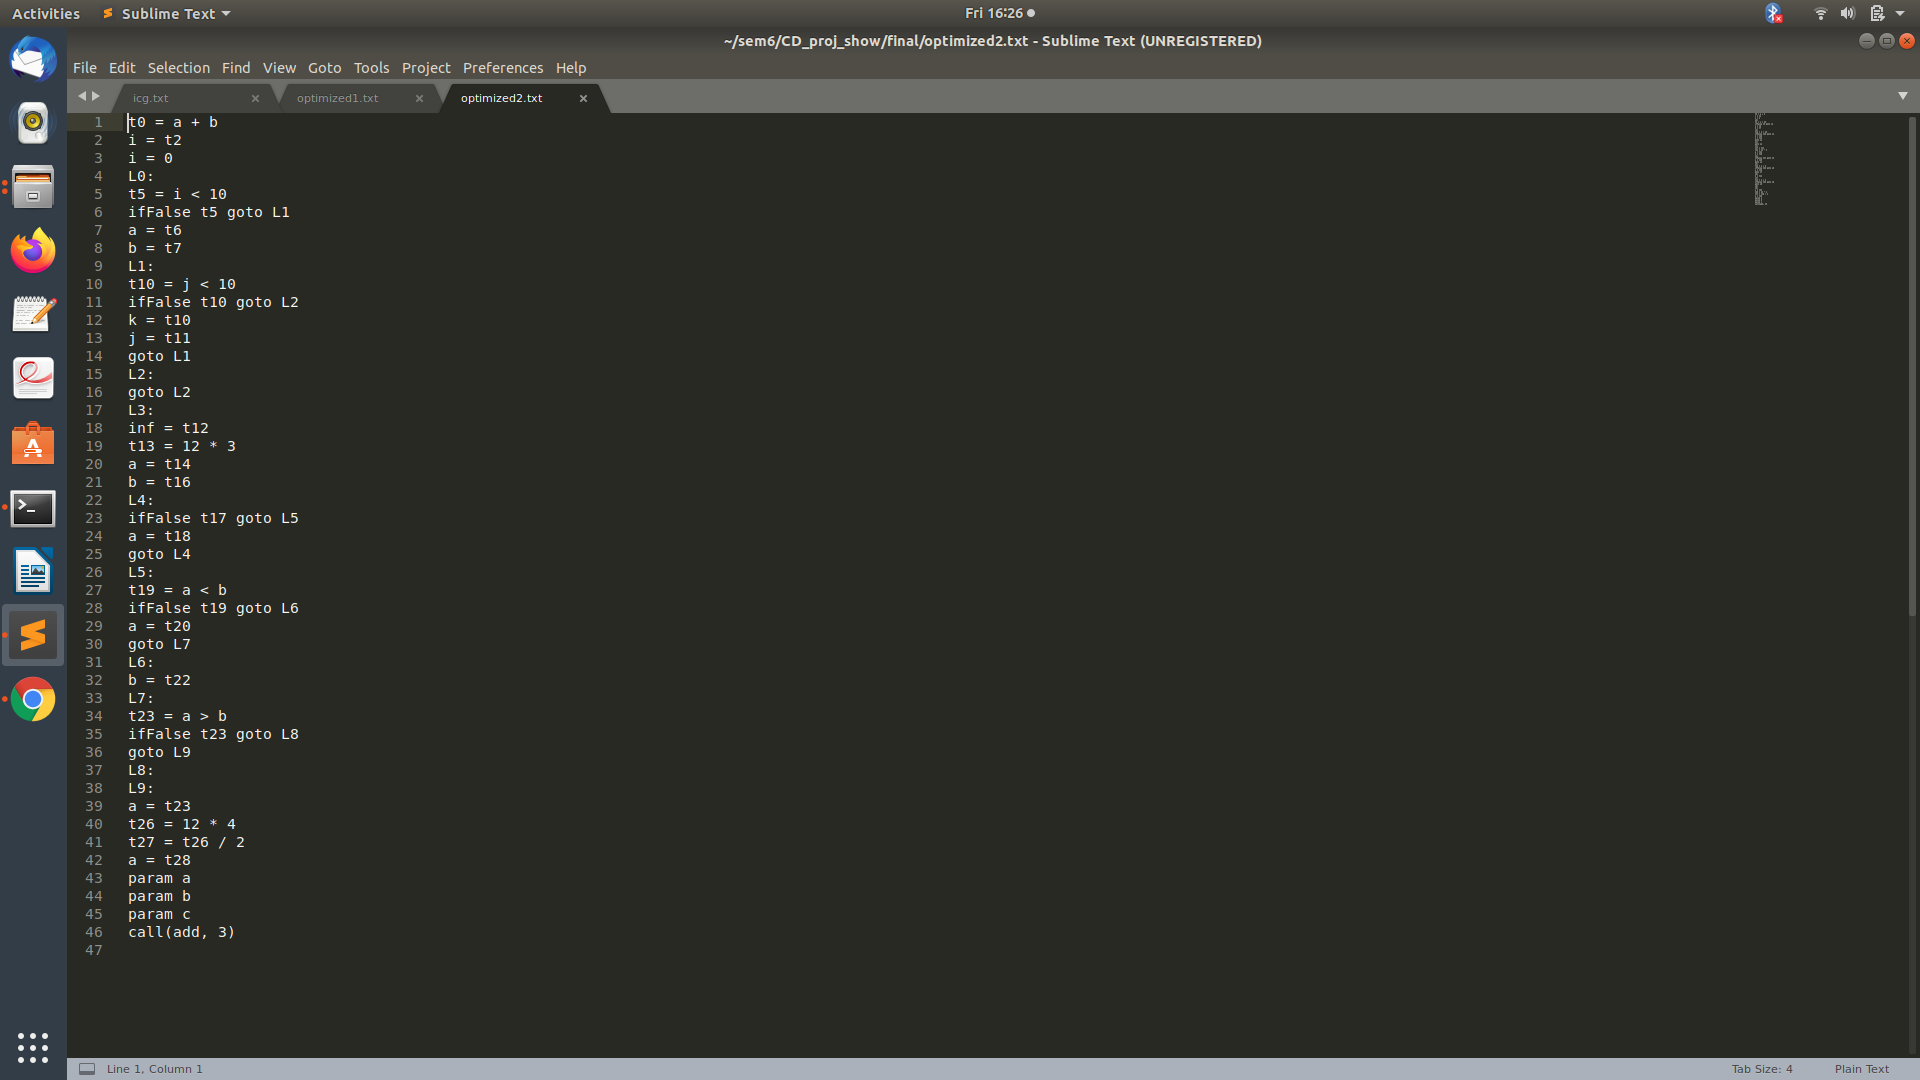 Activities Sublime Text Fri 16:26
~/sem6/CD_proj_show/final/optimized2.txt - Sublime Text (UNREGISTERED)
File Edit Selection Find View Goto Tools Project Preferences Help
icg.txt optimized1.txt optimized2.txt
1 t0 = a + b
2 i = t2
3 i = 0
4 L0:
5 t5 = i < 10
6 ifFalse t5 goto L1
7 a = t6
8 b = t7
9 L1:
10 t10 = j < 10
11 ifFalse t10 goto L2
12 k = t10
13 j = t11
14 goto L1
15 L2:
16 goto L2
17 L3:
18 inf = t12
19 t13 = 12 * 3
20 a = t14
21 b = t16
22 L4:
23 ifFalse t17 goto L5
24 a = t18
25 goto L4
26 L5:
27 t19 = a < b
28 ifFalse t19 goto L6
29 a = t20
30 goto L7
31 L6:
32 b = t22
33 L7:
34 t23 = a > b
35 ifFalse t23 goto L8
36 goto L9
37 L8:
38 L9:
39 a = t23
40 t26 = 12 * 4
41 t27 = t26 / 2
42 a = t28
43 param a
44 param b
45 param c
46 call(add, 3)
47
Line 1, Column 1 Tab Size: 4 Plain Text